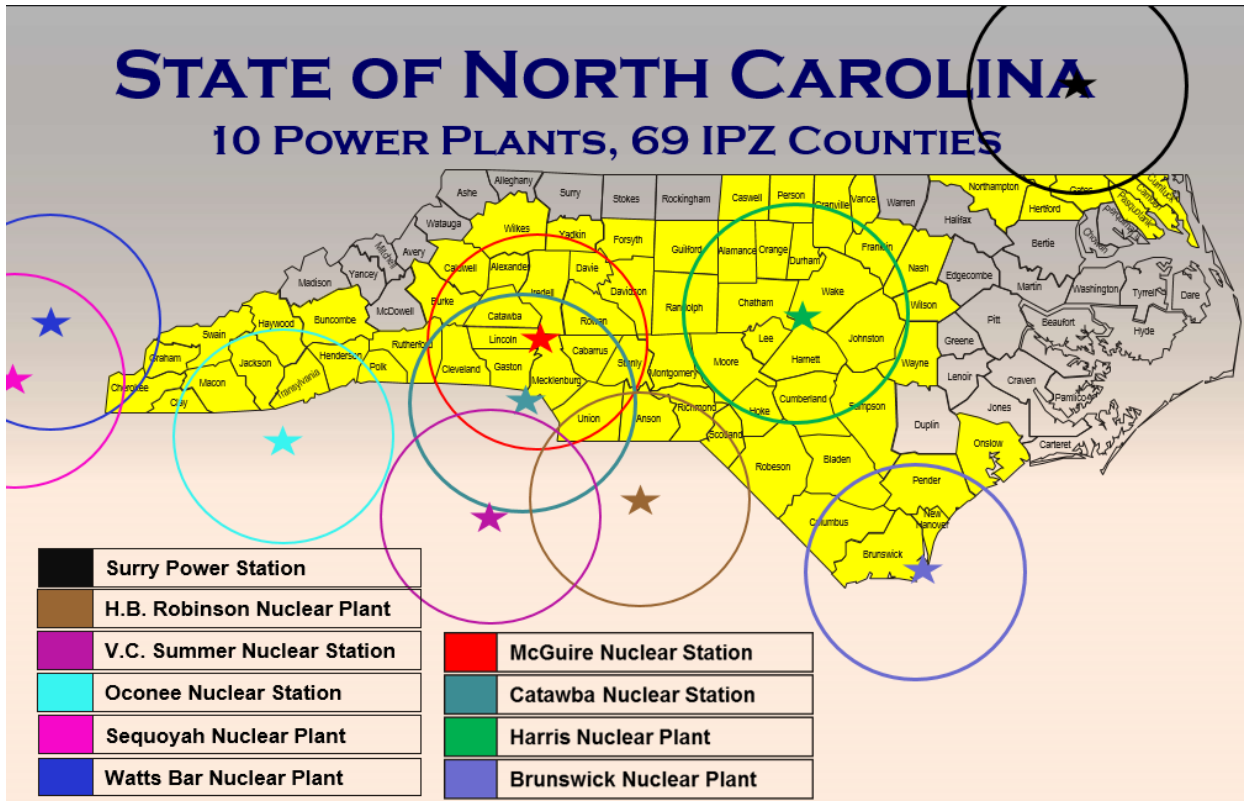 STATE OF NORTH CAROLINA
10 POWER PLANTS, 69 IPZ COUNTIES
Alleghany
Ashe
Surry
Stokes
Rockingham
Caswell
Person
Granville
Vance
Warren
Northampton
Gates
Currituck
Camden
Pasquotank
Perquimans
Chowan
Hertford
Halifax
Watauga
Wilkes
Yadkin
Forsyth
Guilford
Alamance
Orange
Durham
Franklin
Nash
Bertie
Mitchell
Avery
Yancey
Madison
McDowell
Caldwell
Alexander
Iredell
Davie
Davidson
Randolph
Chatham
Wake
Wilson
Edgecombe
Martin
Washington
Tyrrell
Dare
Burke
Catawba
Rowan
Lincoln
Buncombe
Haywood
Swain
Graham
Cherokee
Clay
Macon
Jackson
Transylvania
Henderson
Polk
Rutherford
Cleveland
Gaston
Mecklenburg
Cabarrus
Stanly
Montgomery
Moore
Lee
Harnett
Johnston
Wayne
Greene
Pitt
Beaufort
Hyde
Lenoir
Craven
Pamlico
Jones
Carteret
Union
Anson
Richmond
Scotland
Hoke
Cumberland
Sampson
Duplin
Onslow
Robeson
Bladen
Pender
Columbus
New
Hanover
Brunswick
Surry Power Station
H.B. Robinson Nuclear Plant
V.C. Summer Nuclear Station
Oconee Nuclear Station
Sequoyah Nuclear Plant
Watts Bar Nuclear Plant
McGuire Nuclear Station
Catawba Nuclear Station
Harris Nuclear Plant
Brunswick Nuclear Plant